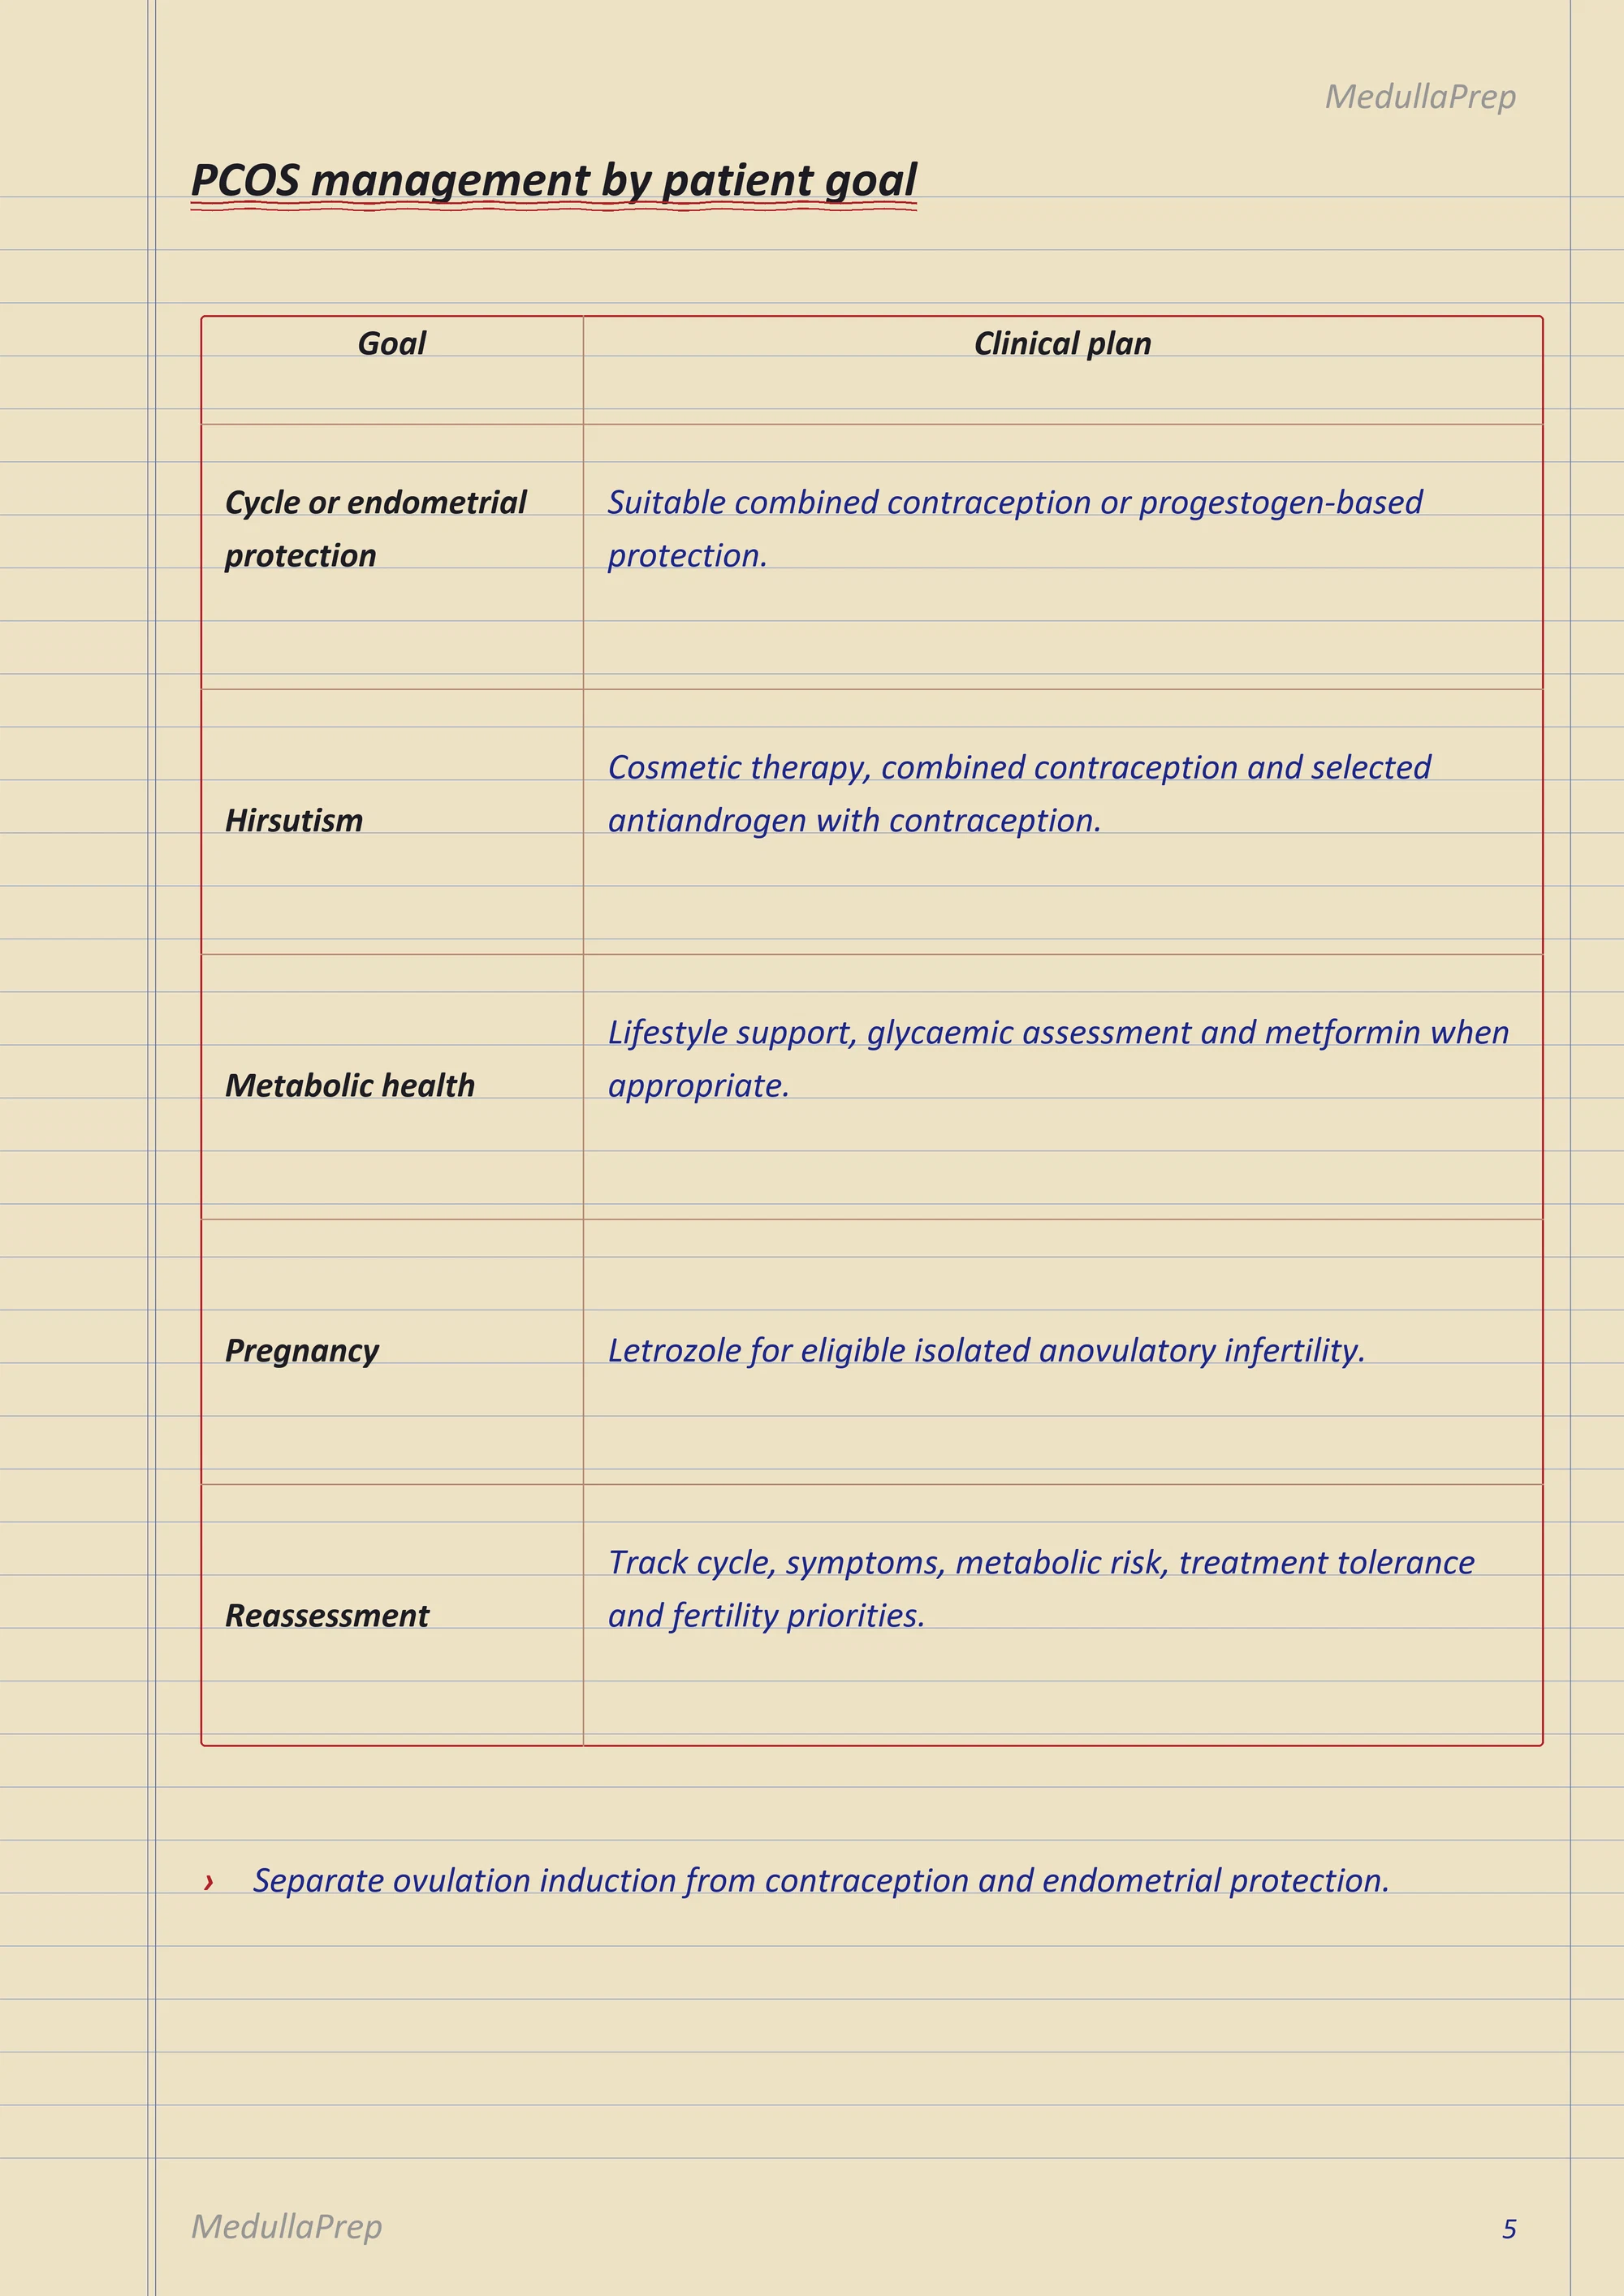 MedullaPrep
PCOS management by patient goal
Goal
Clinical plan
Cycle or endometrial
protection
Suitable combined contraception or progestogen-based
protection.
Hirsutism
Cosmetic therapy, combined contraception and selected
antiandrogen with contraception.
Metabolic health
Lifestyle support, glycaemic assessment and metformin when
appropriate.
Pregnancy
Letrozole for eligible isolated anovulatory infertility.
Reassessment
Track cycle, symptoms, metabolic risk, treatment tolerance
and fertility priorities.
› Separate ovulation induction from contraception and endometrial protection.
MedullaPrep
5